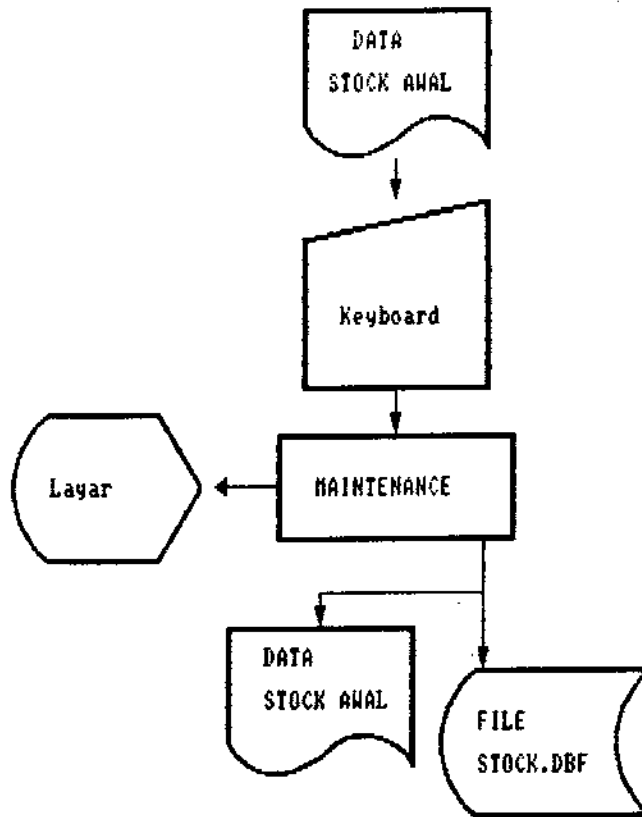 DATA
STOCK AWAL
Keyboard
Layar
MAINTENANCE
DATA
STOCK AWAL
FILE
STOCK.DBF